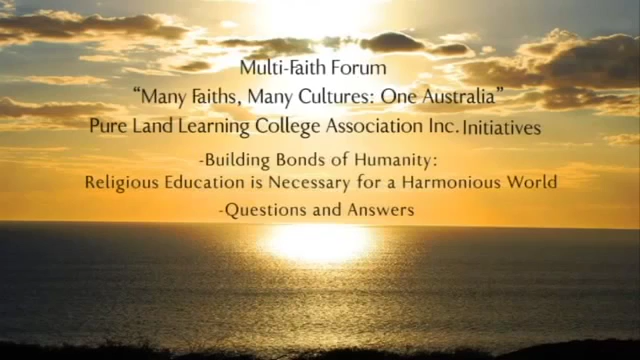 Multi-Faith Forum
“Many Faiths, Many Cultures: One Australia”
Pure Land Learning College Association Inc. Initiatives
-Building Bonds of Humanity:
Religious Education is Necessary for a Harmonious World
-Questions and Answers